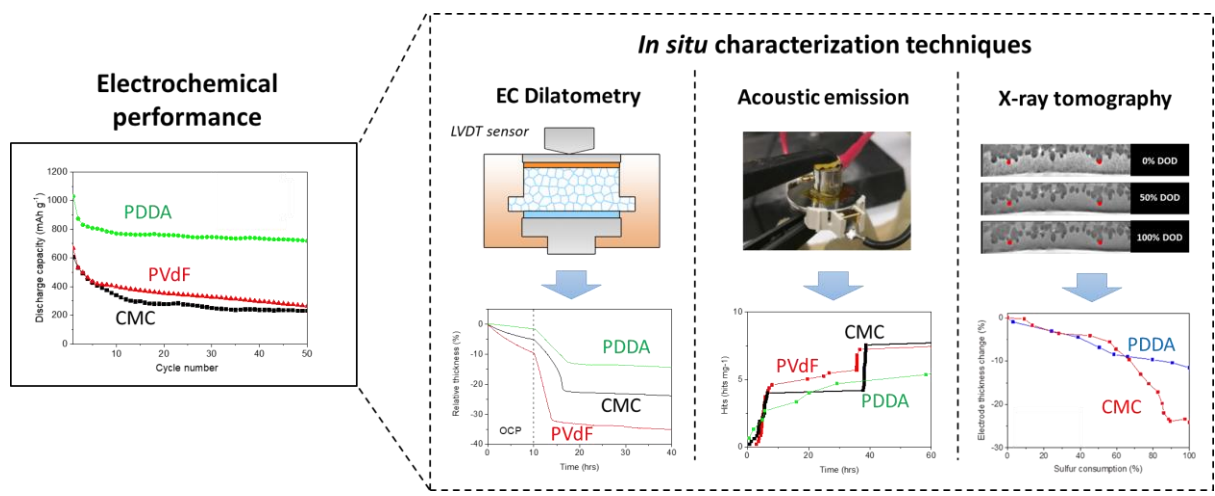 In situ characterization techniques
Electrochemical
performance
EC Dilatometry
Acoustic emission
X-ray tomography
LVDT sensor
0% DOD
50% DOD
100% DOD
Discharge capacity (mAh g-1)
1200
1000
800
600
400
200
0
10
20
30
40
50
Cycle number
PDDA
PVdF
CMC
Relative thickness (%)
0
-10
-20
-30
-40
0
10
20
30
40
Time (hrs)
OCP
PDDA
CMC
PVdF
Hits (hits mg-1)
10
5
0
0
20
40
60
Time (hrs)
CMC
PVdF
PDDA
Electrode thickness change (%)
0
-10
-20
-30
0
20
40
60
80
100
Sulfur consumption (%)
PDDA
CMC